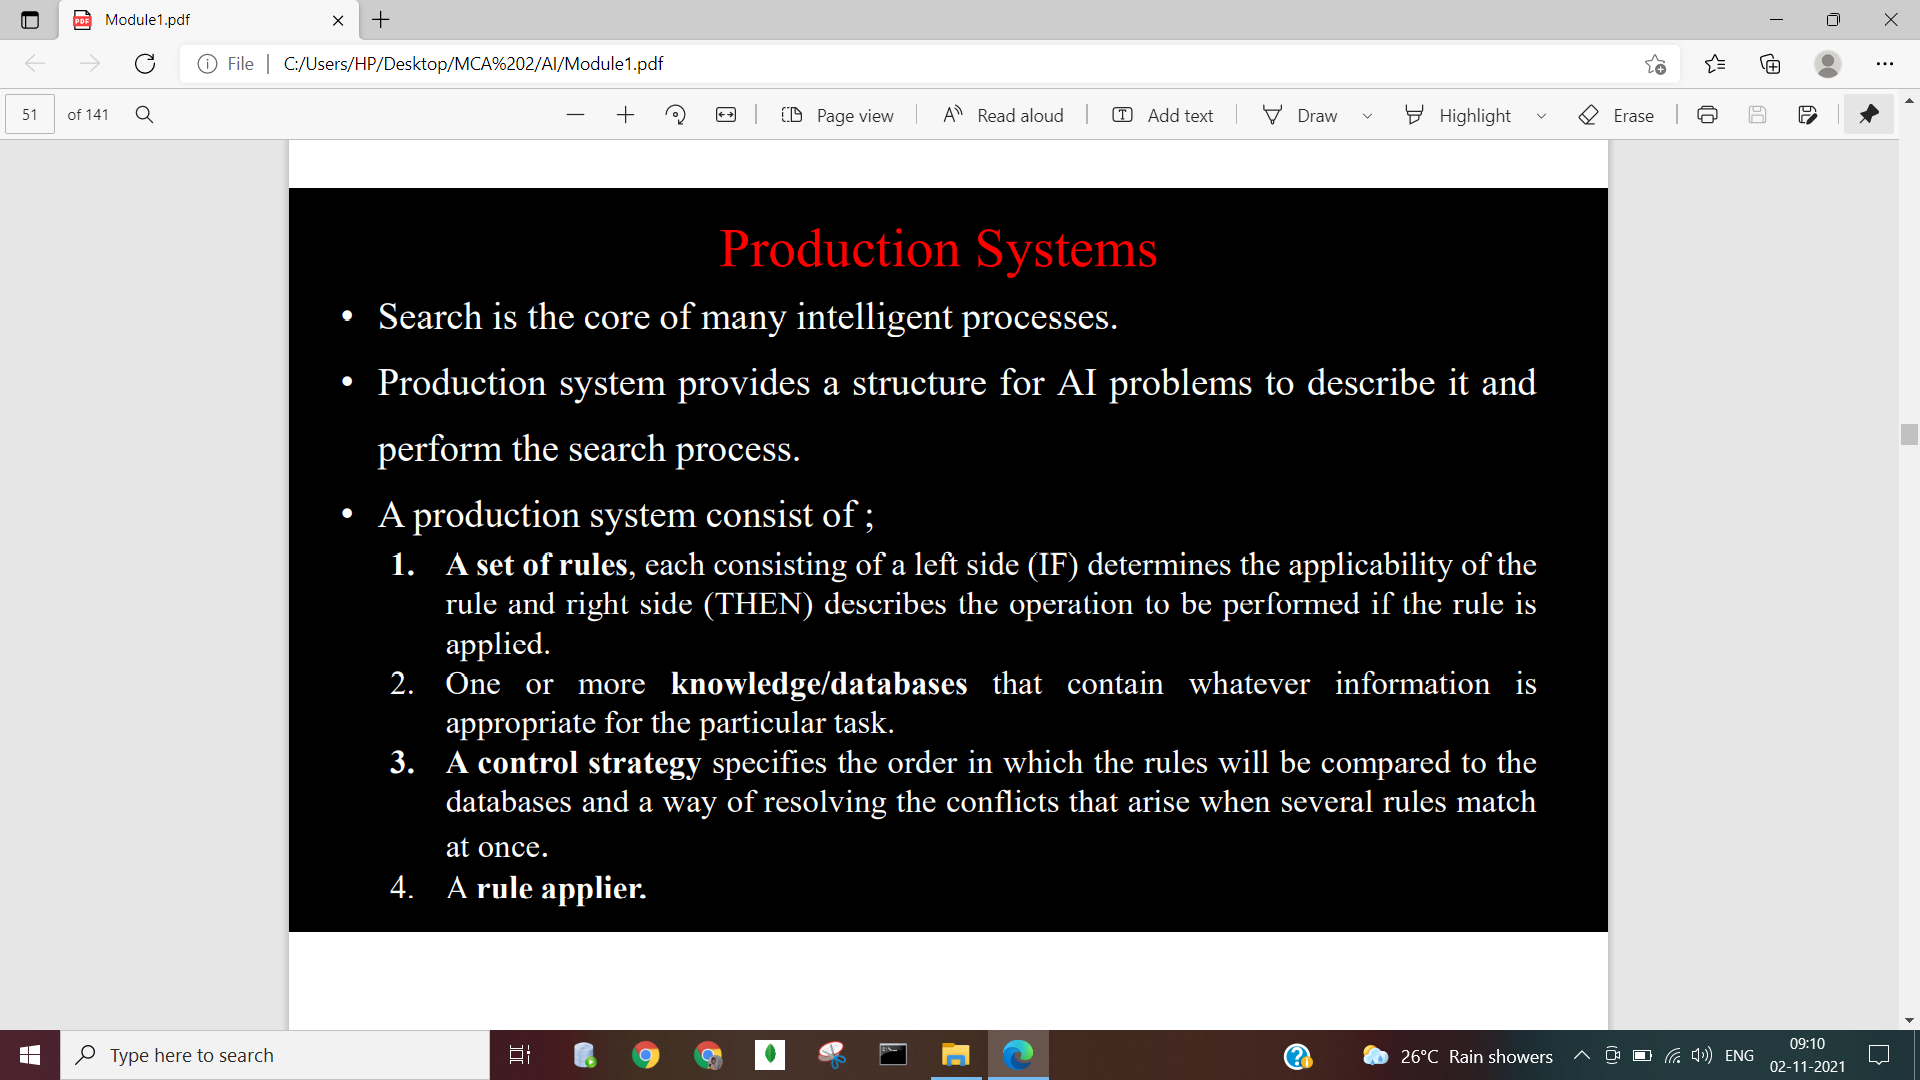 Module1.pdf
File
C:/Users/HP/Desktop/MCA%202/AI/Module1.pdf
51 of 141
Page view
Read aloud
Add text
Draw
Highlight
Erase
Production Systems
• Search is the core of many intelligent processes.
• Production system provides a structure for AI problems to describe it and
perform the search process.
• A production system consist of ;
1. A set of rules, each consisting of a left side (IF) determines the applicability of the
rule and right side (THEN) describes the operation to be performed if the rule is
applied.
2. One or more knowledge/databases that contain whatever information is
appropriate for the particular task.
3. A control strategy specifies the order in which the rules will be compared to the
databases and a way of resolving the conflicts that arise when several rules match
at once.
4. A rule applier.
Type here to search
26°C Rain showers
ENG
09:10
02-11-2021